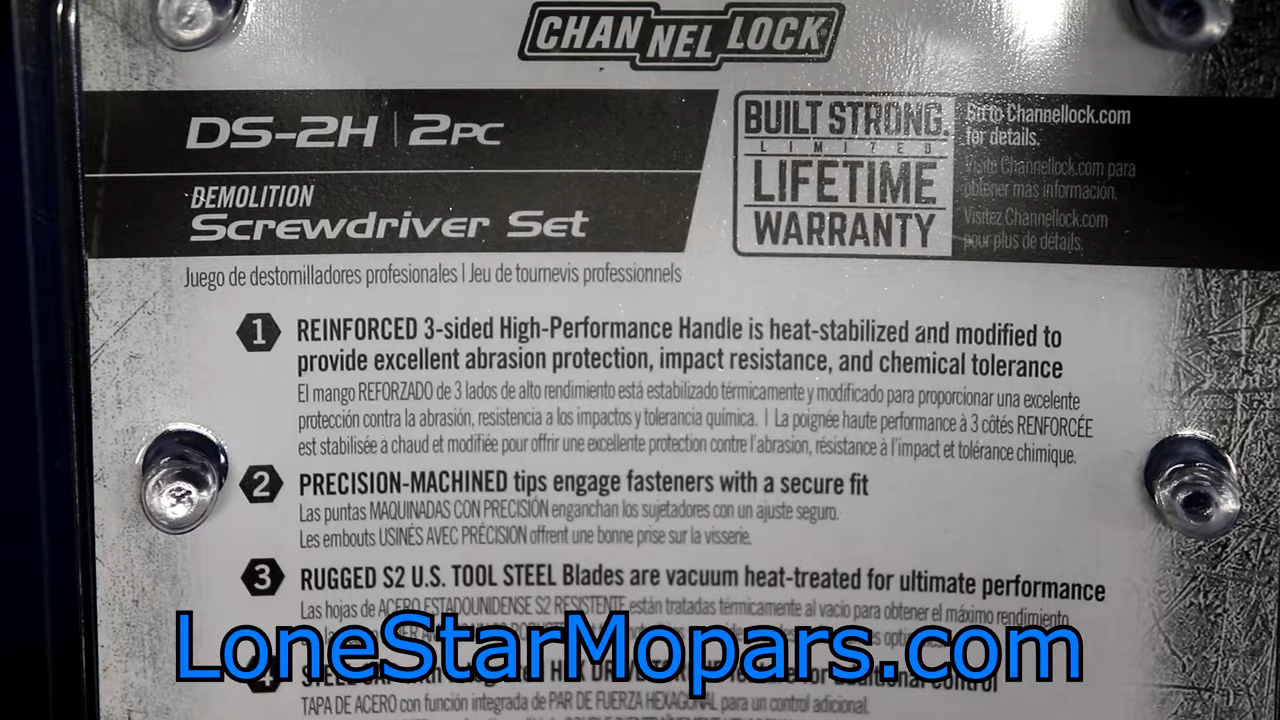 CHANNELLOCK
DS-2H | 2PC
DEMOLITION
Screwdriver Set
BUILT STRONG.
LIMITED
LIFETIME
WARRANTY
Go to Channellock.com
for details.
Visite Channellock.com para
obtener más información.
Visitez Channellock.com
pour plus de détails.
Juego de destornilladores profesionales | Jeu de tournevis professionnels
1 REINFORCED 3-sided High-Performance Handle is heat-stabilized and modified to
provide excellent abrasion protection, impact resistance, and chemical tolerance
El mango REFORZADO de 3 lados de alto rendimiento está estabilizado térmicamente y modificado para proporcionar una excelente
protección contra la abrasión, resistencia a los impactos y tolerancia química. | La poignée haute performance à 3 côtés RENFORCÉE
est stabilisée à chaud et modifiée pour offrir une excellente protection contre l'abrasion, résistance à l'impact et tolérance chimique.
2 PRECISION-MACHINED tips engage fasteners with a secure fit
Las puntas MAQUINADAS CON PRECISIÓN enganchan los sujetadores con un ajuste seguro.
Les embouts USINÉS AVEC PRÉCISION offrent une bonne prise sur la visserie.
3 RUGGED S2 U.S. TOOL STEEL Blades are vacuum heat-treated for ultimate performance
Las hojas de ACERO ESTADOUNIDENSE S2 RESISTENTE están tratadas térmicamente al vacío para obtener el máximo rendimiento
LoneStarMopars.com
4 STEEL CAP with HEX for additional control
TAPA DE ACERO con función integrada de PAR DE FUERZA HEXAGONAL para un control adicional.